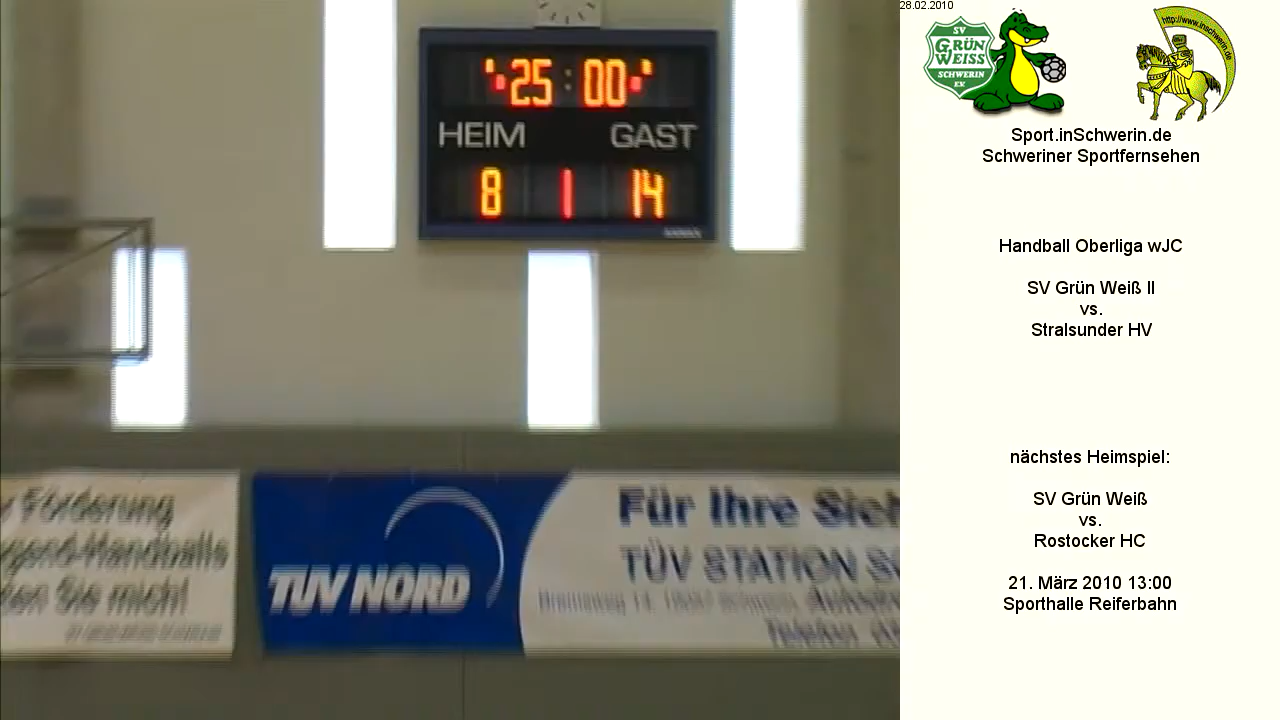 25:00
HEIM GAST
8 1 14
Förderung
TUV NORD
Für Ihre
TÜV STATION
28.02.2010
SV
GRÜN
WEISS
SCHWERIN
E.V.
http://www.inschwerin.de
Sport.inSchwerin.de
Schweriner Sportfernsehen
Handball Oberliga wJC
SV Grün Weiß II
vs.
Stralsunder HV
nächstes Heimspiel:
SV Grün Weiß
vs.
Rostocker HC
21. März 2010 13:00
Sporthalle Reiferbahn